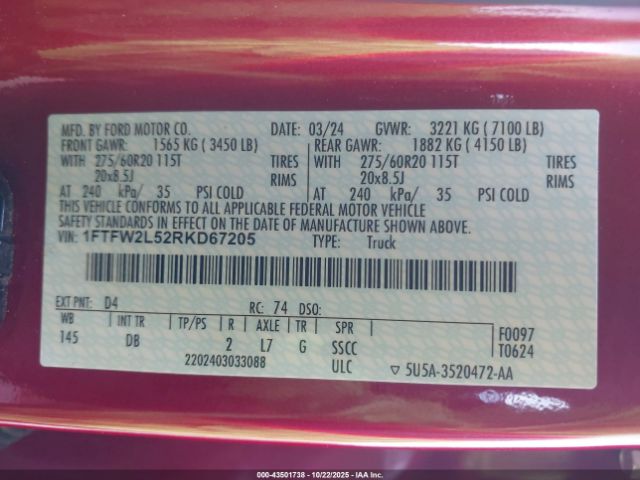 MFD. BY FORD MOTOR CO. DATE: 03/24 GVWR: 3221 KG ( 7100 LB)
FRONT GAWR: 1565 KG ( 3450 LB) REAR GAWR: 1882 KG ( 4150 LB)
WITH 275/60R20 115T TIRES WITH 275/60R20 115T TIRES
20x8.5J RIMS 20x8.5J RIMS
AT 240 kPa/ 35 PSI COLD AT 240 kPa/ 35 PSI COLD
THIS VEHICLE CONFORMS TO ALL APPLICABLE FEDERAL MOTOR VEHICLE
SAFETY STANDARDS IN EFFECT ON THE DATE OF MANUFACTURE SHOWN ABOVE.
VIN: 1FTFW2L52RKD67205 TYPE: Truck
EXT PNT: D4 RC: 74 DSO:
WB INT TR TP/PS R AXLE TR SPR F0097
145 DB 2 L7 G SSCC T0624
2202403033088 ULC ▽ 5U5A-3520472-AA
000-43501738 | 10/22/2025 | IAA Inc.